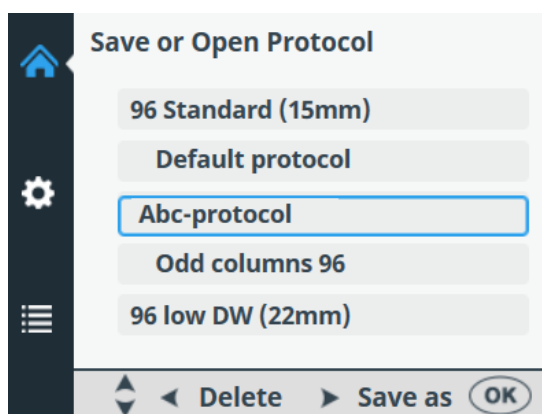 Save or Open Protocol
96 Standard (15mm)
Default protocol
Abc-protocol
Odd columns 96
96 low DW (22mm)
Delete Save as OK